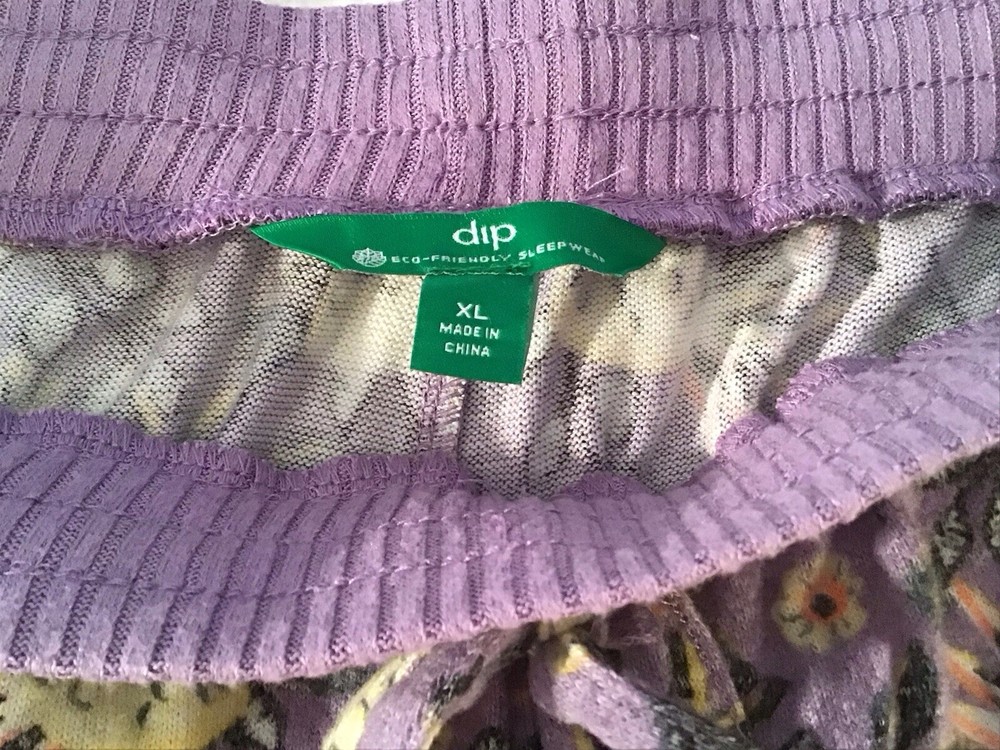 dip
ECO-FRIENDLY SLEEPWEAR
XL
MADE IN
CHINA